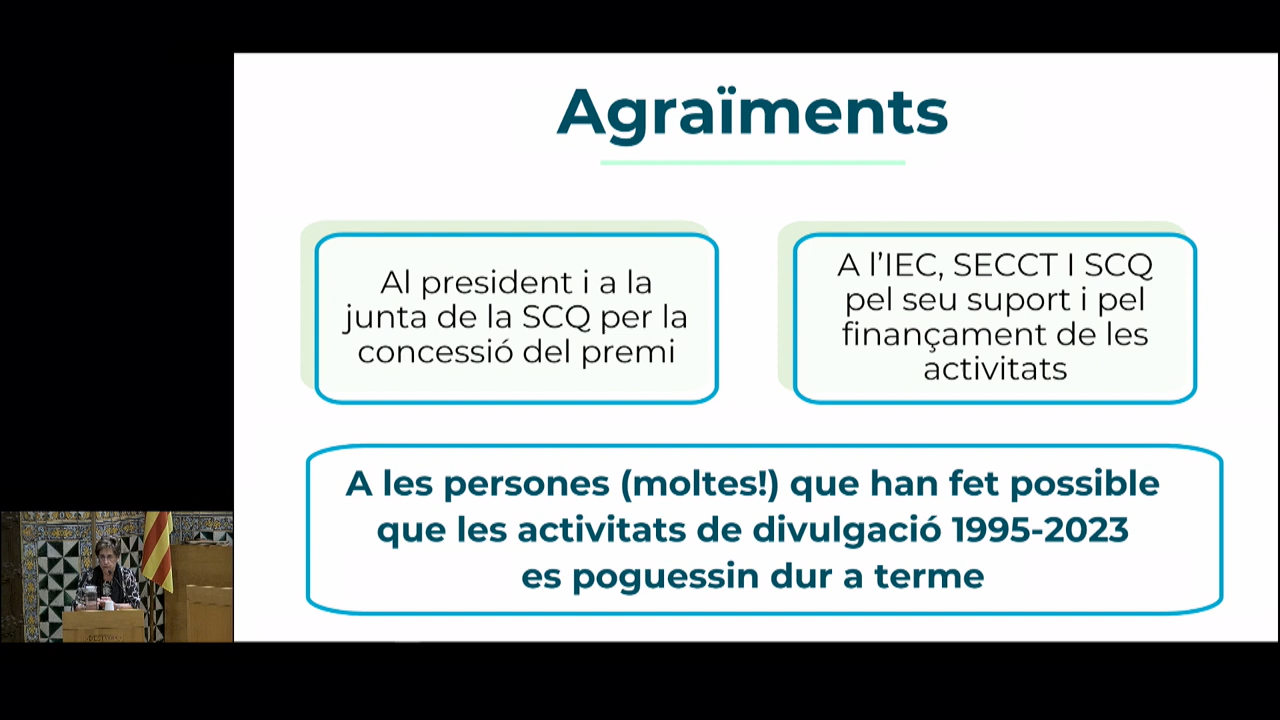 Agraïments
Al president i a la
junta de la SCQ per la
concessió del premi
A l’IEC, SECCT I SCQ
pel seu suport i pel
finançament de les
activitats
A les persones (moltes!) que han fet possible
que les activitats de divulgació 1995-2023
es poguessin dur a terme